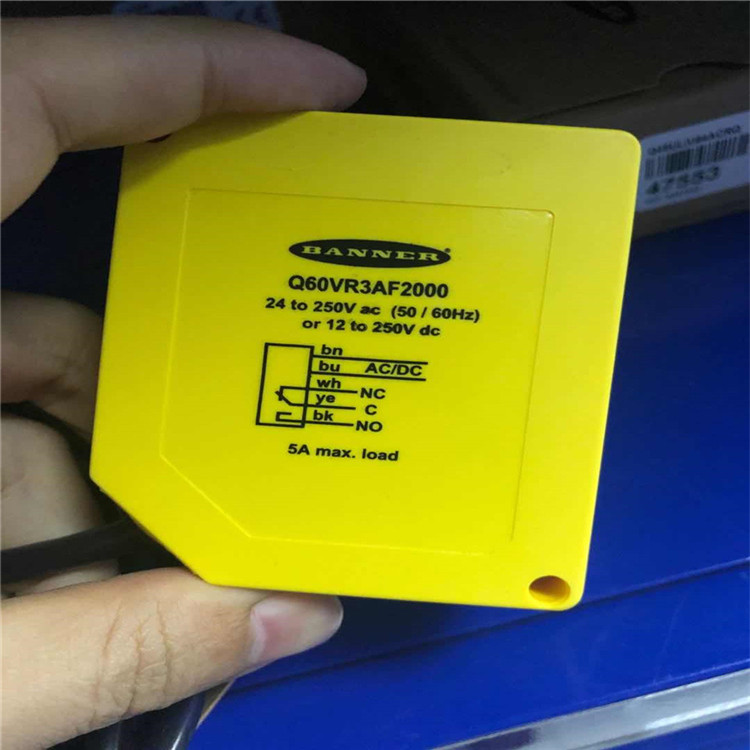 BANNER
Q60VR3AF2000
24 to 250V ac (50 / 60Hz)
or 12 to 250V dc
bn
bu AC/DC
wh NC
ye C
bk NO
5A max. load
47553